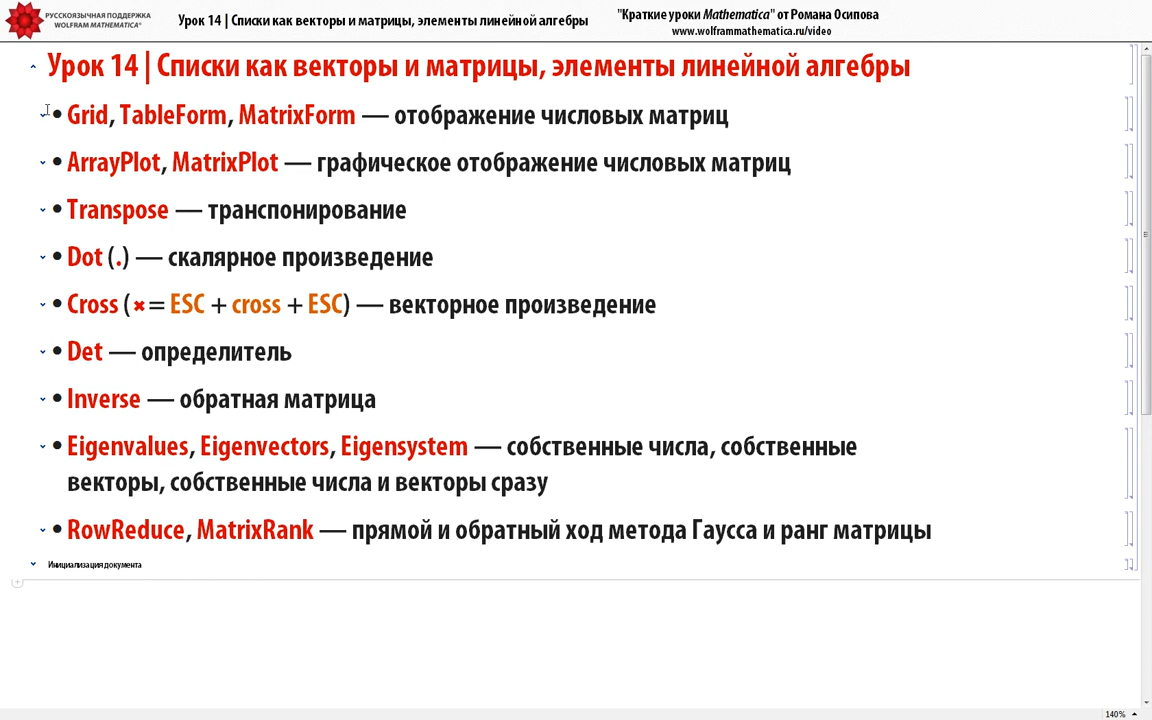 РУССКОЯЗЫЧНАЯ ПОДДЕРЖКА
WOLFRAM MATHEMATICA®
Урок 14 | Списки как векторы и матрицы, элементы линейной алгебры
"Краткие уроки Mathematica" от Романа Осипова
www.wolframmathematica.ru/video
Урок 14 | Списки как векторы и матрицы, элементы линейной алгебры
• Grid, TableForm, MatrixForm — отображение числовых матриц
• ArrayPlot, MatrixPlot — графическое отображение числовых матриц
• Transpose — транспонирование
• Dot (.) — скалярное произведение
• Cross (× = ESC + cross + ESC) — векторное произведение
• Det — определитель
• Inverse — обратная матрица
• Eigenvalues, Eigenvectors, Eigensystem — собственные числа, собственные
векторы, собственные числа и векторы сразу
• RowReduce, MatrixRank — прямой и обратный ход метода Гаусса и ранг матрицы
Инициализация документа
140%